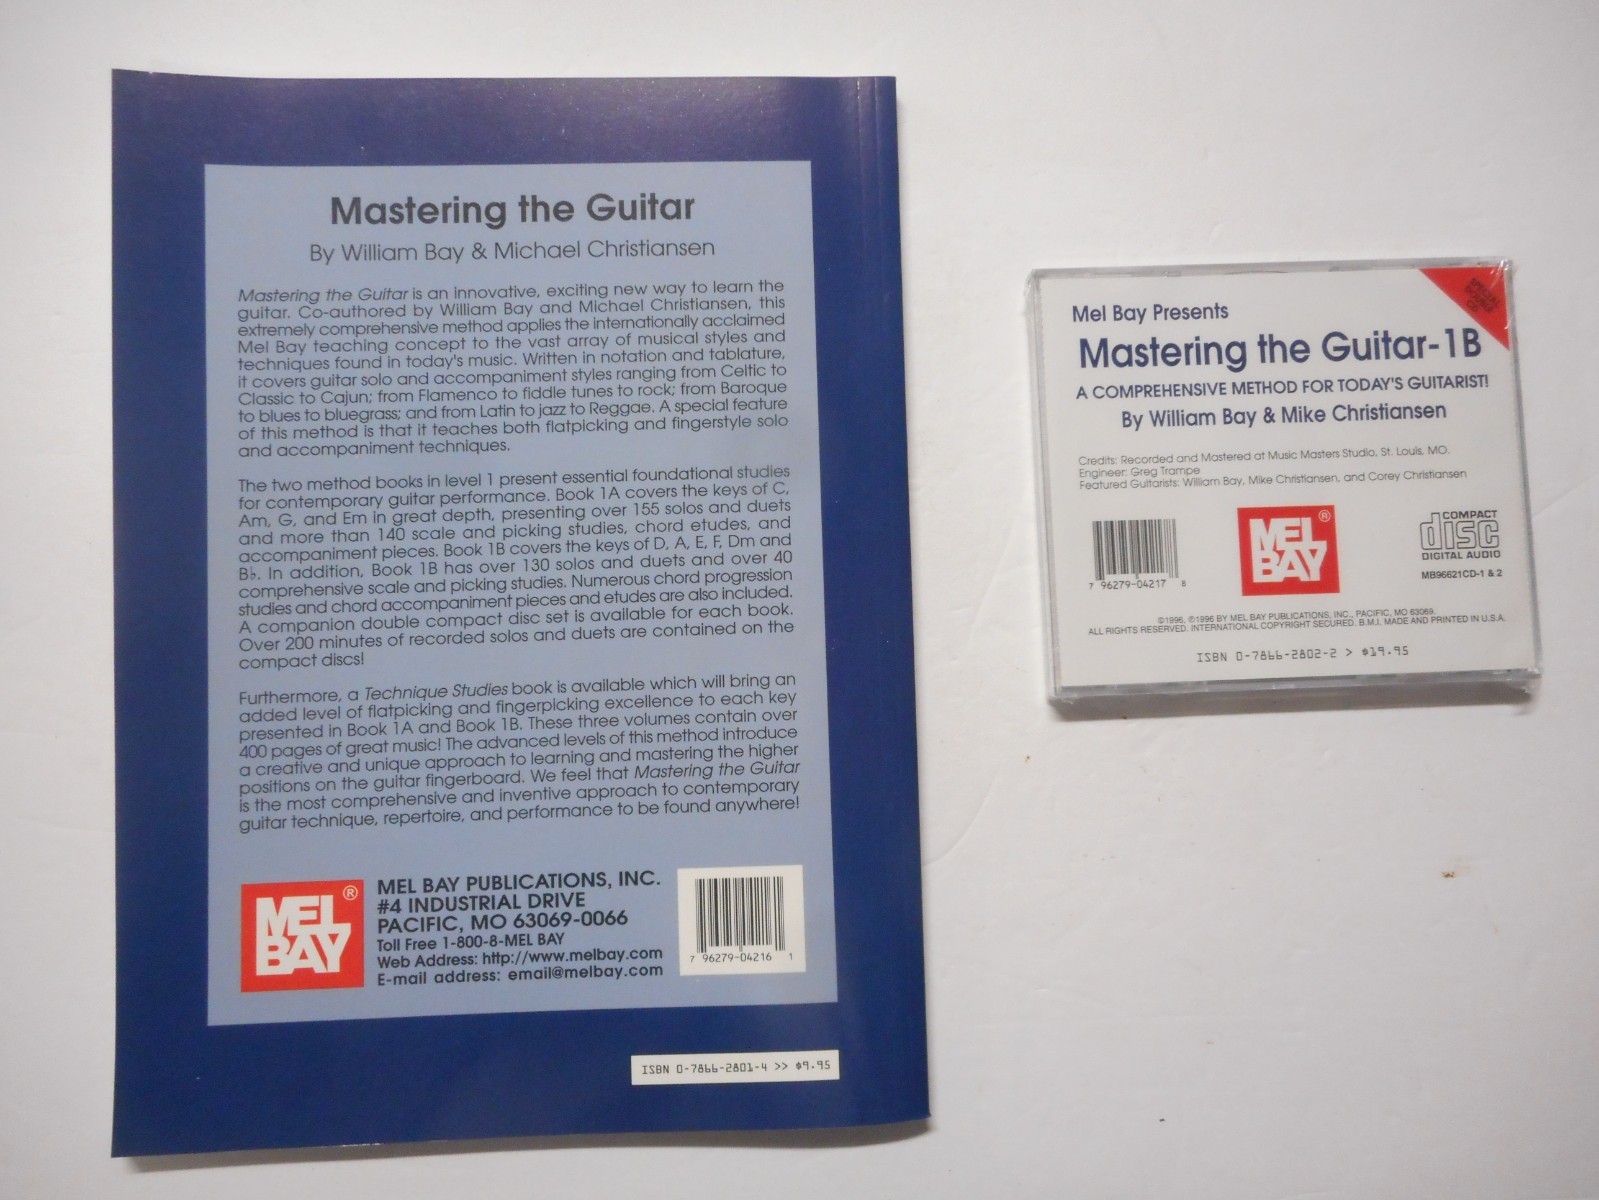 Mastering the Guitar
By William Bay & Michael Christiansen
Mastering the Guitar is an innovative, exciting new way to learn the
guitar. Co-authored by William Bay and Michael Christiansen, this
extremely comprehensive method applies the internationally acclaimed
Mel Bay teaching concept to the vast array of musical styles and
techniques found in today's music. Written in notation and tablature,
it covers guitar solo and accompaniment styles ranging from Celtic to
Classic to Cajun; from Flamenco to fiddle tunes to rock; from Baroque
to blues to bluegrass; and from Latin to jazz to Reggae. A special feature
of this method is that it teaches both flatpicking and fingerstyle solo
and accompaniment techniques.
The two method books in level 1 present essential foundational studies
for contemporary guitar performance. Book 1A covers the keys of C,
Am, G, and Em in great depth, presenting over 155 solos and duets
and more than 140 scale and picking studies, chord etudes, and
accompaniment pieces. Book 1B covers the keys of D, A, E, F, Dm and
B♭. In addition, Book 1B has over 130 solos and duets and over 40
comprehensive scale and picking studies. Numerous chord progression
studies and chord accompaniment pieces and etudes are also included.
A companion double compact disc set is available for each book.
Over 200 minutes of recorded solos and duets are contained on the
compact discs!
Furthermore, a Technique Studies book is available which will bring an
added level of flatpicking and fingerpicking excellence to each key
presented in Book 1A and Book 1B. These three volumes contain over
400 pages of great music! The advanced levels of this method introduce
a creative and unique approach to learning and mastering the higher
positions on the guitar fingerboard. We feel that Mastering the Guitar
is the most comprehensive and inventive approach to contemporary
guitar technique, repertoire, and performance to be found anywhere!
MEL
BAY
®
MEL BAY PUBLICATIONS, INC.
#4 INDUSTRIAL DRIVE
PACIFIC, MO 63069-0066
Toll Free 1-800-8-MEL BAY
Web Address: http://www.melbay.com
E-mail address: email@melbay.com
7 96279-04216 1
ISBN 0-7866-2801-4 >> $9.95
SPECIAL
DOUBLE
CD
Mel Bay Presents
Mastering the Guitar-1B
A COMPREHENSIVE METHOD FOR TODAY'S GUITARIST!
By William Bay & Mike Christiansen
Credits: Recorded and Mastered at Music Masters Studio, St. Louis, MO.
Engineer: Greg Trampe
Featured Guitarists: William Bay, Mike Christiansen, and Corey Christiansen
7 96279-04217 8
MEL
BAY
®
COMPACT
disc
DIGITAL AUDIO
MB96621CD-1 & 2
©1996, ℗1996 BY MEL BAY PUBLICATIONS, INC., PACIFIC, MO 63069.
ALL RIGHTS RESERVED. INTERNATIONAL COPYRIGHT SECURED. B.M.I. MADE AND PRINTED IN U.S.A.
ISBN 0-7866-2802-2 > $19.95